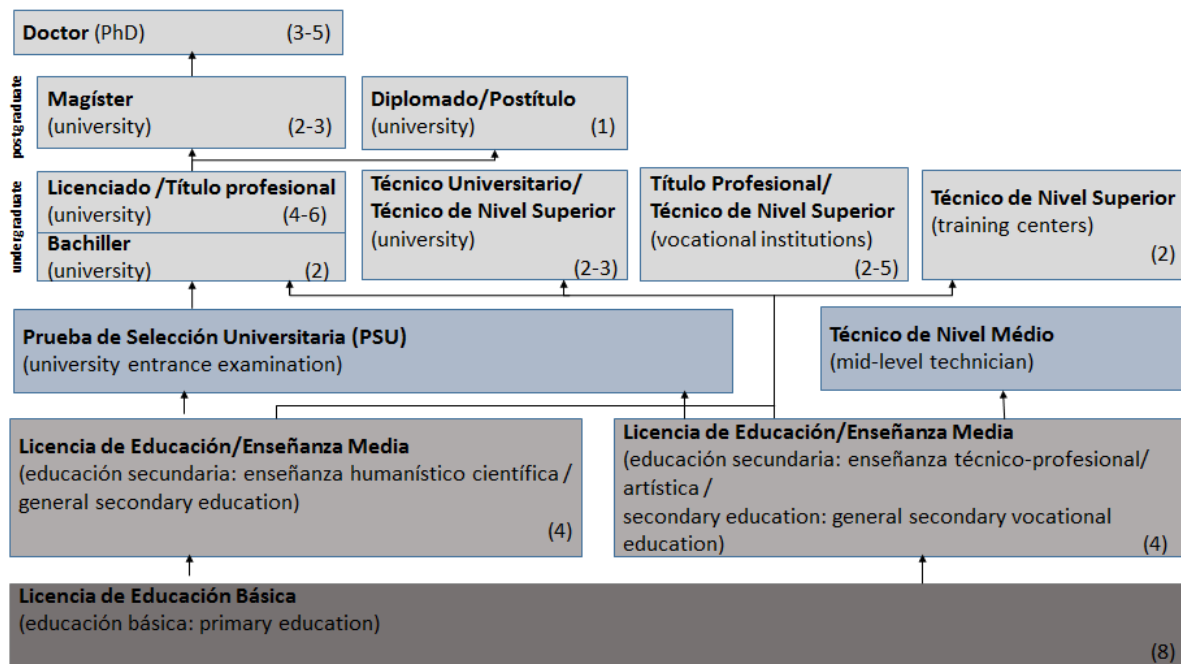 Doctor (PhD) (3-5)
postgraduate
Magíster
(university) (2-3)
Diplomado/Postítulo
(university) (1)
undergraduate
Licenciado /Título profesional
(university) (4-6)
Bachiller
(university) (2)
Técnico Universitario/
Técnico de Nivel Superior
(university)
(2-3)
Título Profesional/
Técnico de Nivel Superior
(vocational institutions)
(2-5)
Técnico de Nivel Superior
(training centers)
(2)
Prueba de Selección Universitaria (PSU)
(university entrance examination)
Técnico de Nivel Médio
(mid-level technician)
Licencia de Educación/Enseñanza Media
(educación secundaria: enseñanza humanístico científica /
general secondary education)
(4)
Licencia de Educación/Enseñanza Media
(educación secundaria: enseñanza técnico-profesional/
artística /
secondary education: general secondary vocational
education) (4)
Licencia de Educación Básica
(educación básica: primary education)
(8)